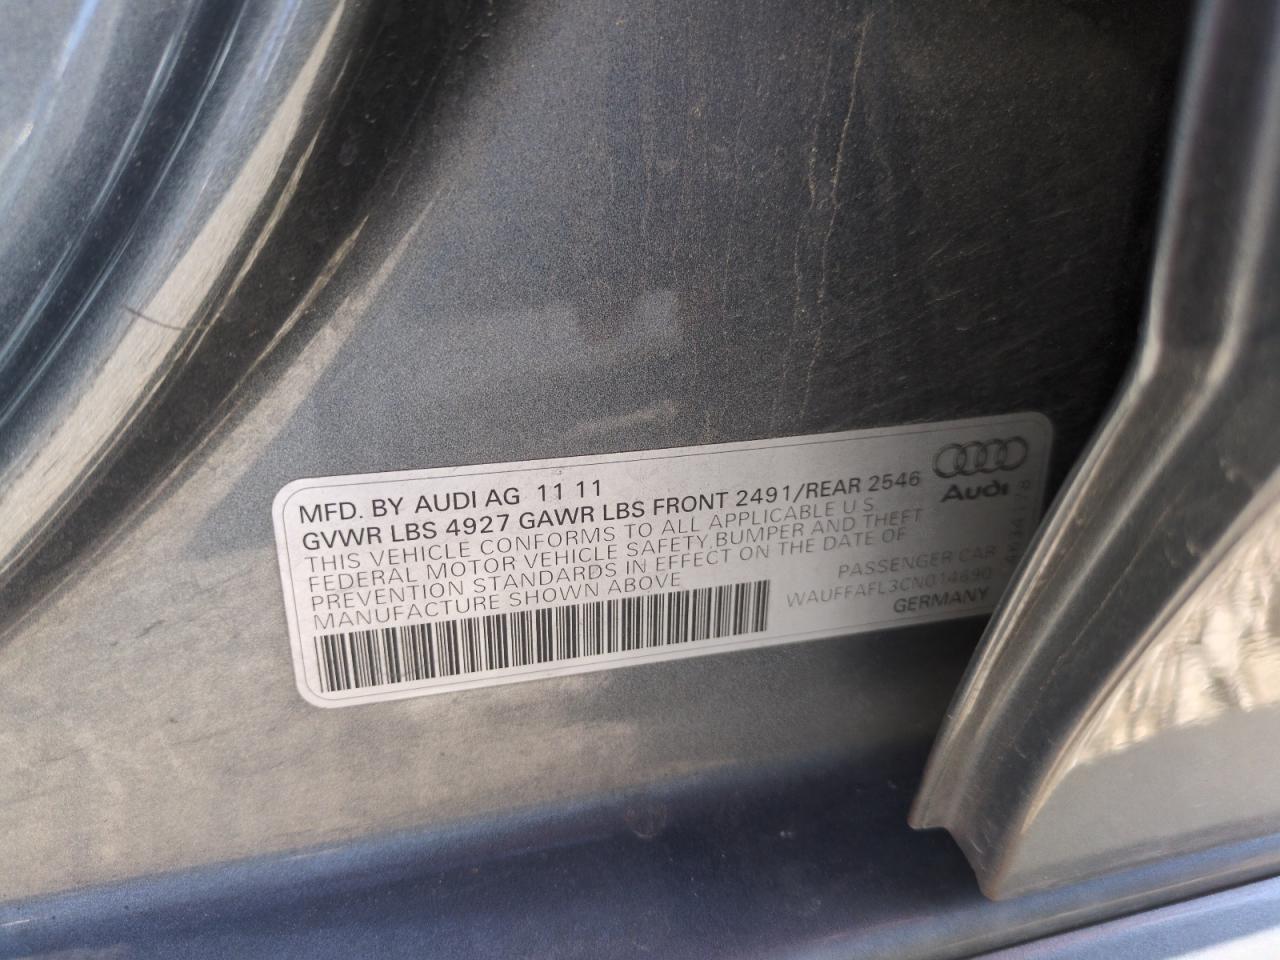 MFD. BY AUDI AG 11 11
GVWR LBS 4927 GAWR LBS FRONT 2491/REAR 2546
THIS VEHICLE CONFORMS TO ALL APPLICABLE U S
FEDERAL MOTOR VEHICLE SAFETY,BUMPER AND THEFT
PREVENTION STANDARDS IN EFFECT ON THE DATE OF
MANUFACTURE SHOWN ABOVE
Audi
PASSENGER CAR
WAUFFAFL3CN014690
GERMANY